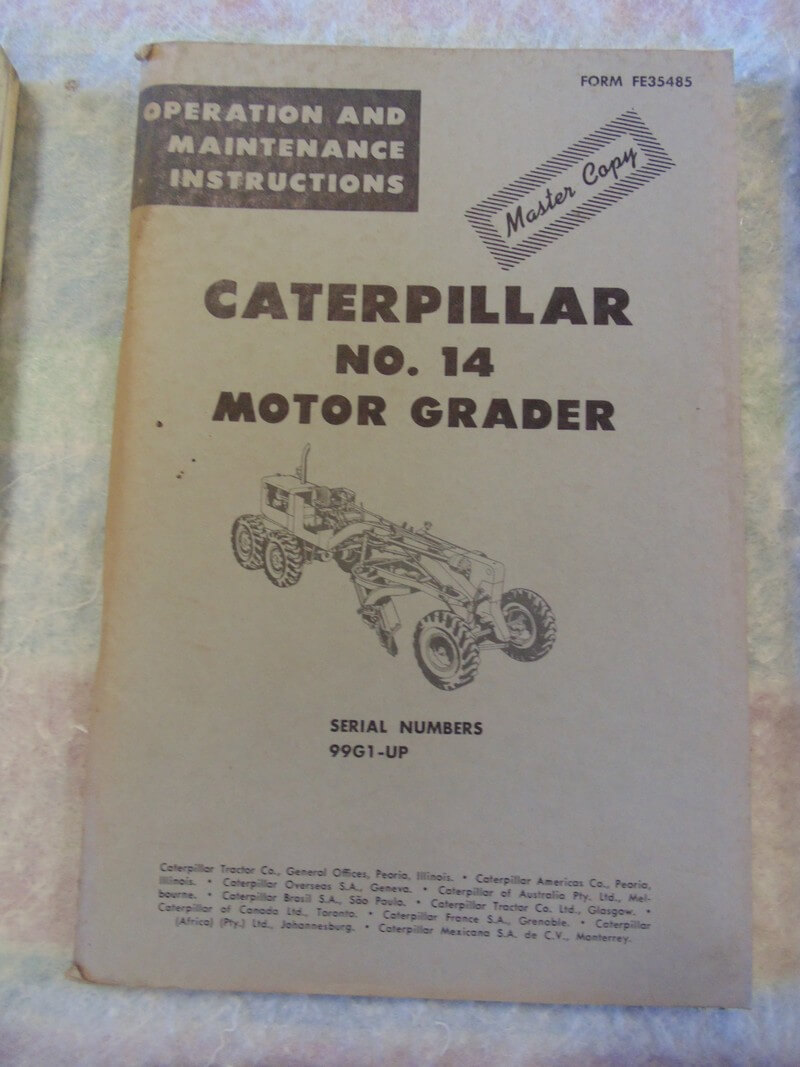 FORM FE35485
OPERATION AND
MAINTENANCE
INSTRUCTIONS
Master Copy
CATERPILLAR
NO. 14
MOTOR GRADER
SERIAL NUMBERS
99G1-UP
Caterpillar Tractor Co., General Offices, Peoria, Illinois. • Caterpillar Americas Co., Peoria,
Illinois. • Caterpillar Overseas S.A., Geneva. • Caterpillar of Australia Pty. Ltd., Mel-
bourne. • Caterpillar Brasil S.A., São Paulo. • Caterpillar Tractor Co. Ltd., Glasgow. •
Caterpillar of Canada Ltd., Toronto. • Caterpillar France S.A., Grenoble. • Caterpillar
(Africa) (Pty.) Ltd., Johannesburg. • Caterpillar Mexicana S.A. de C.V., Monterrey.